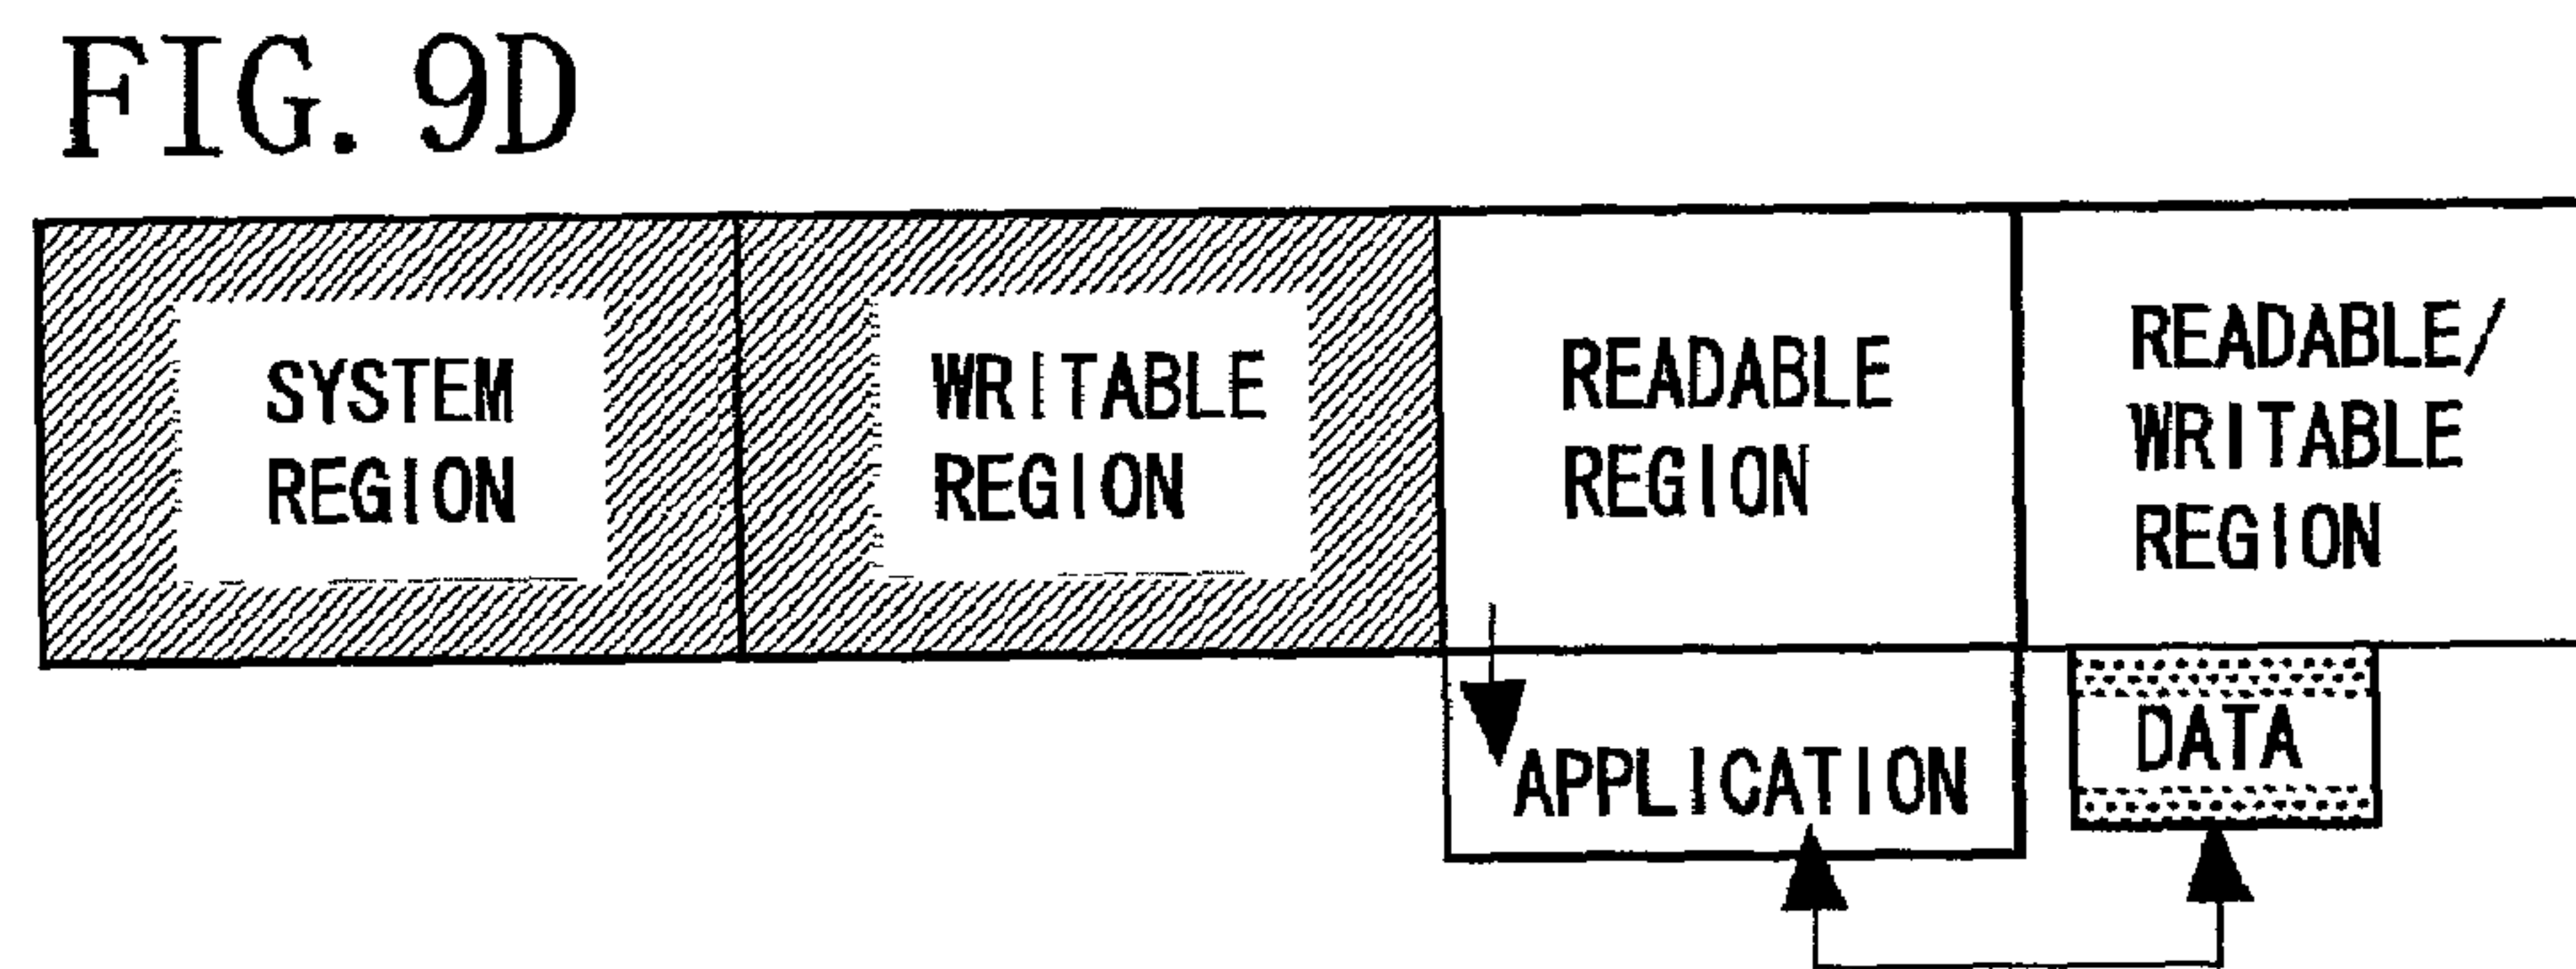 FIG. 9D
SYSTEM
REGION
WRITABLE
REGION
READABLE
REGION
READABLE/
WRITABLE
REGION
APPLICATION
DATA